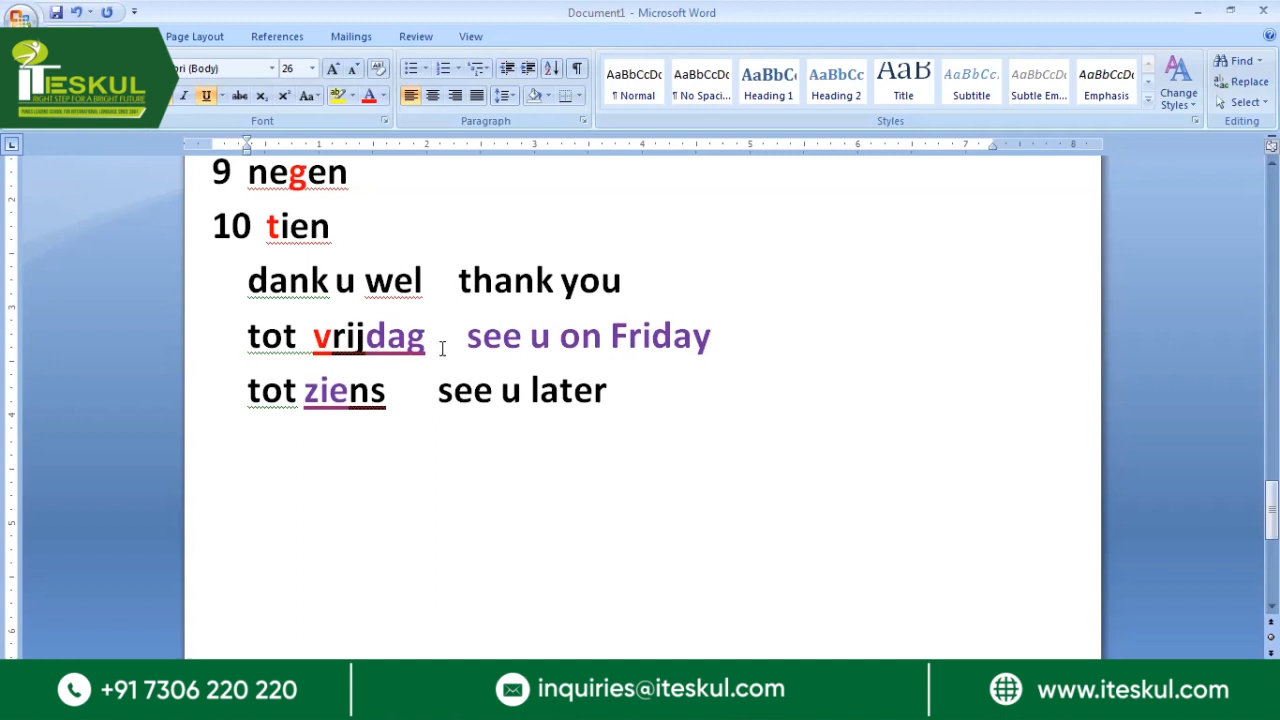 Document1 - Microsoft Word
Page Layout References Mailings Review View
ITESKUL
RIGHT STEP FOR A BRIGHT FUTURE
ri (Body) 26
Font Paragraph Styles Editing
AaBbCcDc AaBbCcDc AaBbC AaBbCc AaB AaBbCc. AaBbCcDc AaBbCcDc
¶ Normal ¶ No Spaci... Heading 1 Heading 2 Title Subtitle Subtle Em... Emphasis
Change Styles
Find
Replace
Select
9 negen
10 tien
dank u wel thank you
tot vrijdag see u on Friday
tot ziens see u later
+91 7306 220 220 inquiries@iteskul.com www.iteskul.com